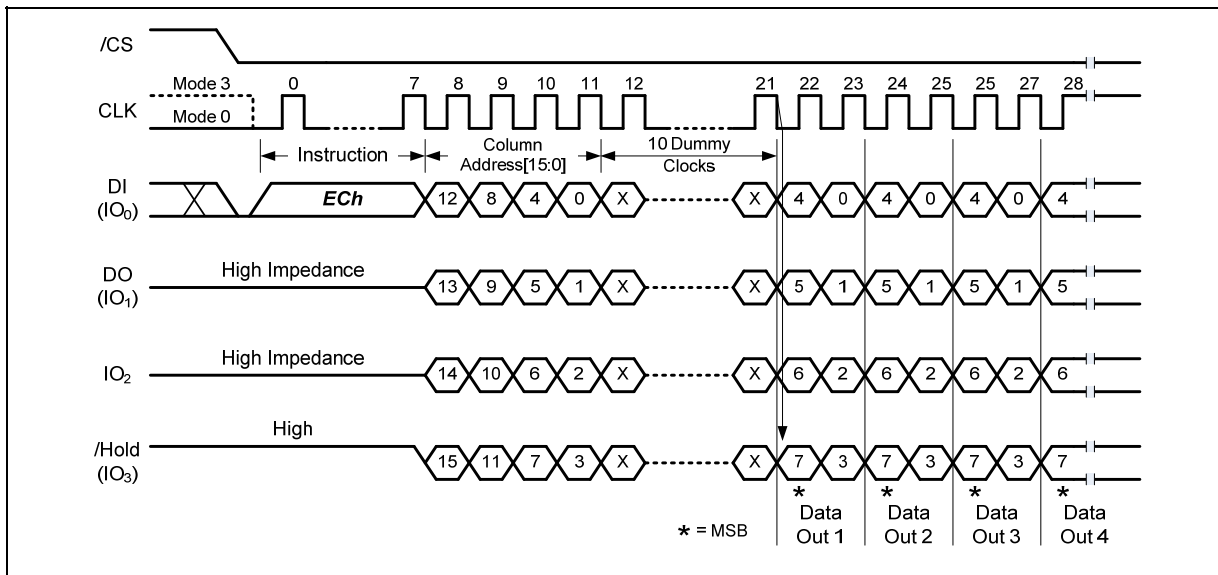 /CS
Mode 3 0 7 8 9 10 11 12 21 22 23 24 25 25 27 28
CLK
Mode 0
Instruction Column Address[15:0] 10 Dummy Clocks
DI (IO0) ECh 12 8 4 0 X X 4 0 4 0 4 0 4
DO (IO1) High Impedance 13 9 5 1 X X 5 1 5 1 5 1 5
IO2 High Impedance 14 10 6 2 X X 6 2 6 2 6 2 6
/Hold (IO3) High 15 11 7 3 X X 7 3 7 3 7 3 7
* * * *
* = MSB Data Out 1 Data Out 2 Data Out 3 Data Out 4